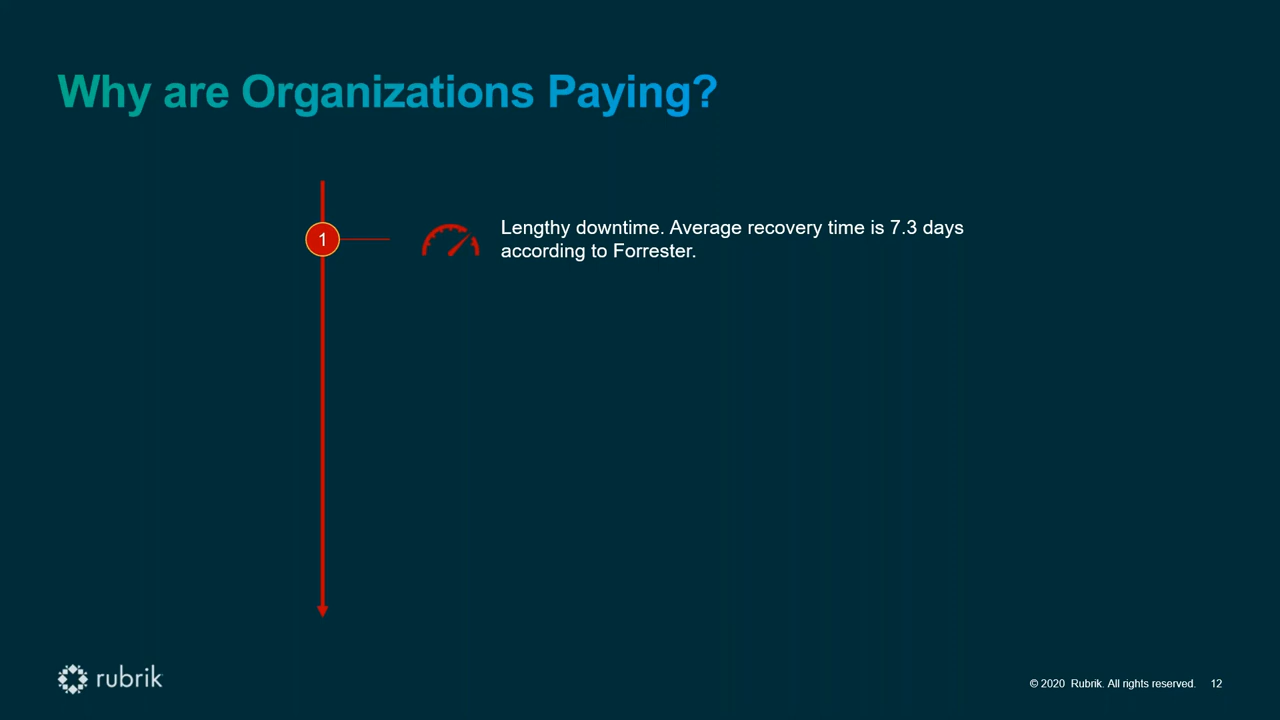 Why are Organizations Paying?
1
Lengthy downtime. Average recovery time is 7.3 days
according to Forrester.
rubrik
© 2020 Rubrik. All rights reserved. 12